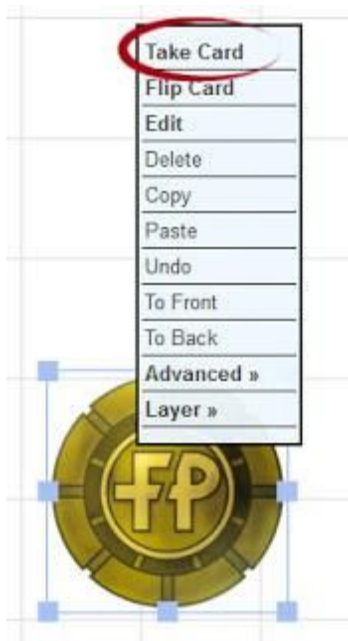 Take Card
Flip Card
Edit
Delete
Copy
Paste
Undo
To Front
To Back
Advanced »
Layer »
FP